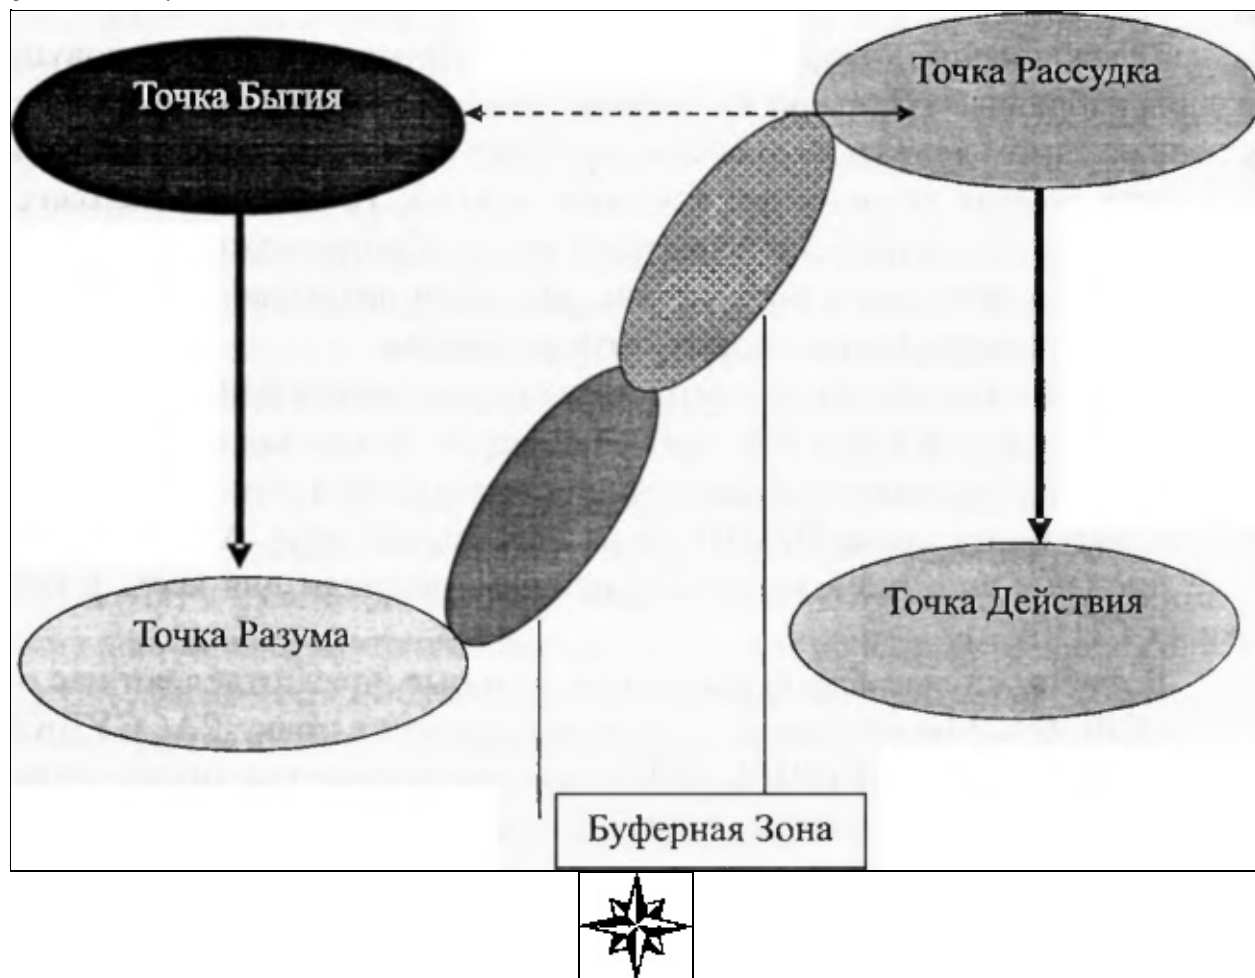 Точка Бытия
Точка Рассудка
Точка Разума
Точка Действия
Буферная Зона